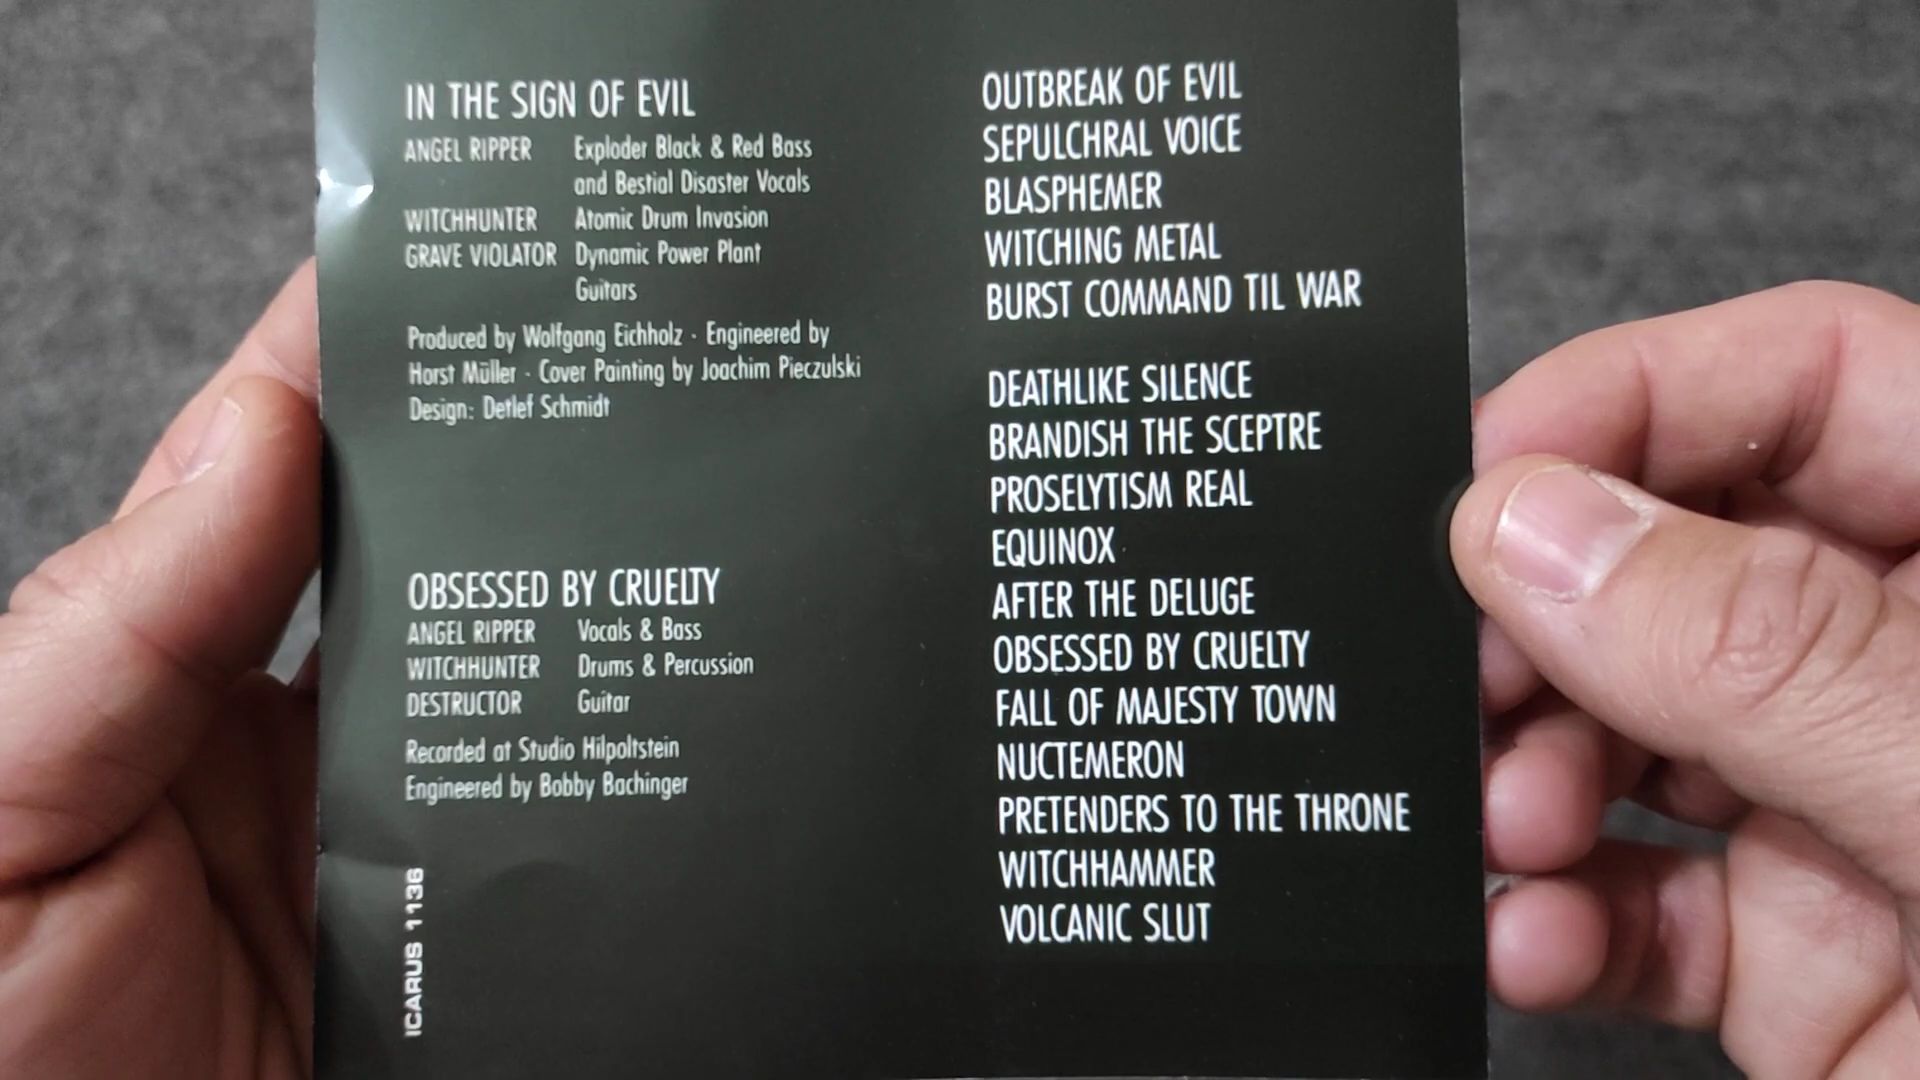 IN THE SIGN OF EVIL
ANGEL RIPPER Exploder Black & Red Bass
and Bestial Disaster Vocals
WITCHHUNTER Atomic Drum Invasion
GRAVE VIOLATOR Dynamic Power Plant
Guitars
Produced by Wolfgang Eichholz · Engineered by
Horst Müller · Cover Painting by Joachim Pieczulski
Design: Detlef Schmidt
OBSESSED BY CRUELTY
ANGEL RIPPER Vocals & Bass
WITCHHUNTER Drums & Percussion
DESTRUCTOR Guitar
Recorded at Studio Hilpoltstein
Engineered by Bobby Bachinger
ICARUS 1136
OUTBREAK OF EVIL
SEPULCHRAL VOICE
BLASPHEMER
WITCHING METAL
BURST COMMAND TIL WAR
DEATHLIKE SILENCE
BRANDISH THE SCEPTRE
PROSELYTISM REAL
EQUINOX
AFTER THE DELUGE
OBSESSED BY CRUELTY
FALL OF MAJESTY TOWN
NUCTEMERON
PRETENDERS TO THE THRONE
WITCHHAMMER
VOLCANIC SLUT